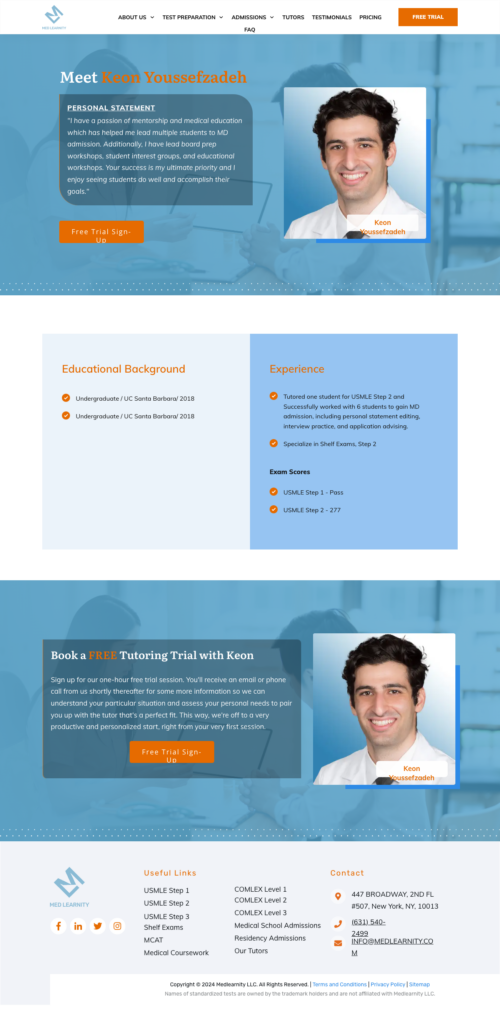 MED LEARNITY
ABOUT US
TEST PREPARATION
ADMISSIONS
TUTORS
TESTIMONIALS
PRICING
FAQ
FREE TRIAL
Meet Keon Youssefzadeh
PERSONAL STATEMENT
"I have a passion of mentorship and medical education
which has helped me lead multiple students to MD
admission. Additionally, I have lead board prep
workshops, student interest groups, and educational
workshops. Your success is my ultimate priority and I
enjoy seeing students do well and accomplish their
goals."
Free Trial Sign-
Up
Keon
Youssefzadeh
Educational Background
Undergraduate / UC Santa Barbara/ 2018
Undergraduate / UC Santa Barbara/ 2018
Experience
Tutored one student for USMLE Step 2 and
Successfully worked with 6 students to gain MD
admission, including personal statement editing,
interview practice, and application advising.
Specialize in Shelf Exams, Step 2
Exam Scores
USMLE Step 1 - Pass
USMLE Step 2 - 277
Book a FREE Tutoring Trial with Keon
Sign up for our one-hour free trial session. You'll receive an email or phone
call from us shortly thereafter for some more information so we can
understand your particular situation and assess your personal needs to pair
you up with the tutor that's a perfect fit. This way, we're off to a very
productive and personalized start, right from your very first session.
Free Trial Sign-
Up
Keon
Youssefzadeh
MED LEARNITY
Useful Links
USMLE Step 1
USMLE Step 2
USMLE Step 3
Shelf Exams
MCAT
Medical Coursework
COMLEX Level 1
COMLEX Level 2
COMLEX Level 3
Medical School Admissions
Residency Admissions
Our Tutors
Contact
447 BROADWAY, 2ND FL
#507, New York, NY, 10013
(631) 540-
2499
INFO@MEDLEARNITY.CO
M
Copyright © 2024 Medlearnity LLC. All Rights Reserved. | Terms and Conditions | Privacy Policy | Sitemap
Names of standardized tests are owned by the trademark holders and are not affiliated with Medlearnity LLC.